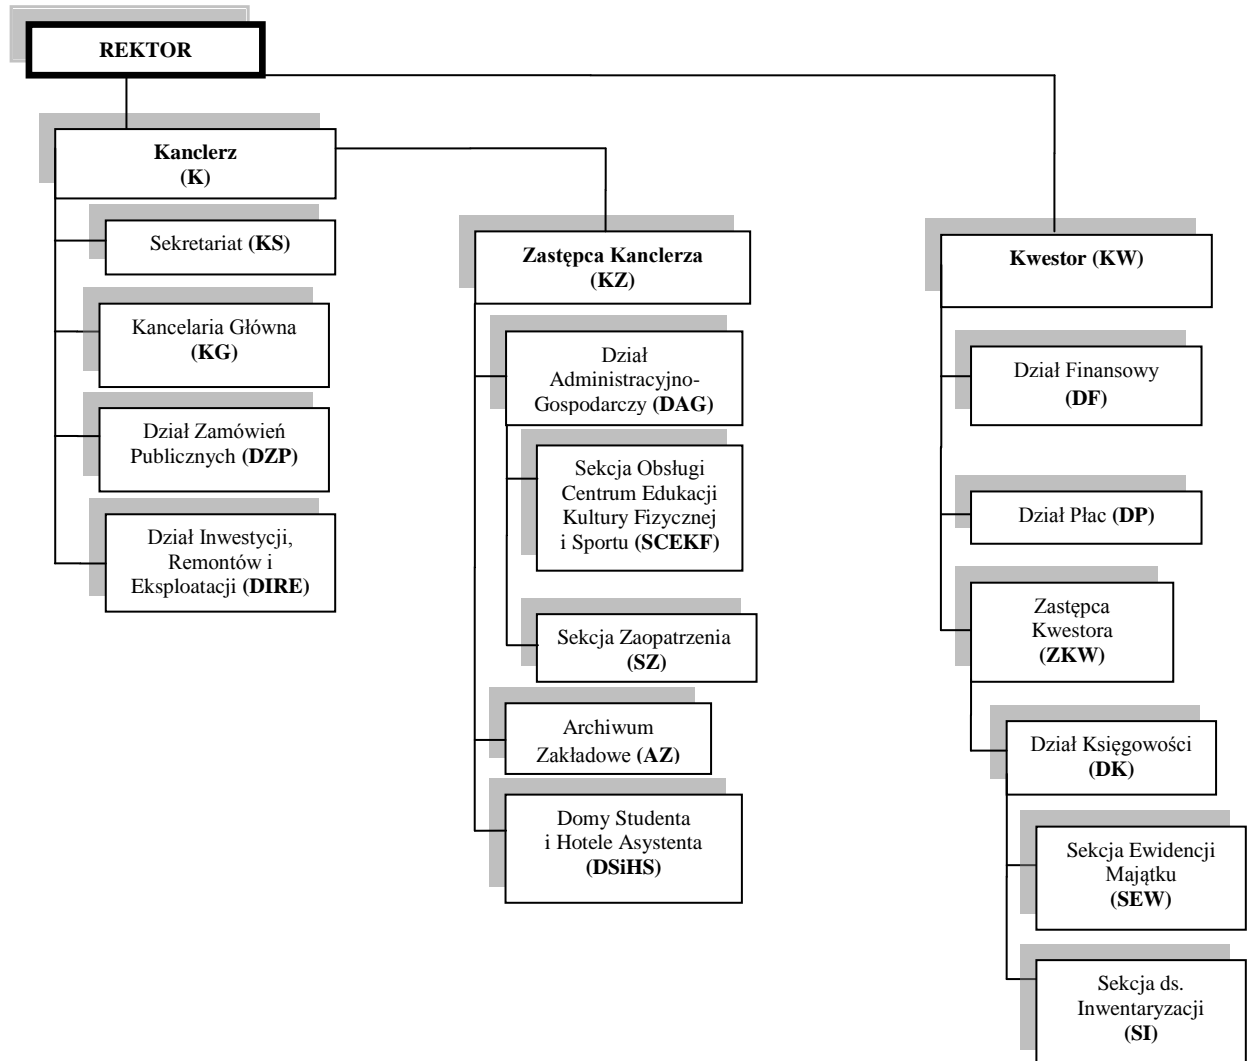 REKTOR
Kanclerz
(K)
Sekretariat (KS)
Kancelaria Główna
(KG)
Dział Zamówień
Publicznych (DZP)
Dział Inwestycji,
Remontów i
Eksploatacji (DIRE)
Zastępca Kanclerza
(KZ)
Dział
Administracyjno-
Gospodarczy (DAG)
Sekcja Obsługi
Centrum Edukacji
Kultury Fizycznej
i Sportu (SCEKF)
Sekcja Zaopatrzenia
(SZ)
Archiwum
Zakładowe (AZ)
Domy Studenta
i Hotele Asystenta
(DSiHS)
Kwestor (KW)
Dział Finansowy
(DF)
Dział Płac (DP)
Zastępca
Kwestora
(ZKW)
Dział Księgowości
(DK)
Sekcja Ewidencji
Majątku
(SEW)
Sekcja ds.
Inwentaryzacji
(SI)